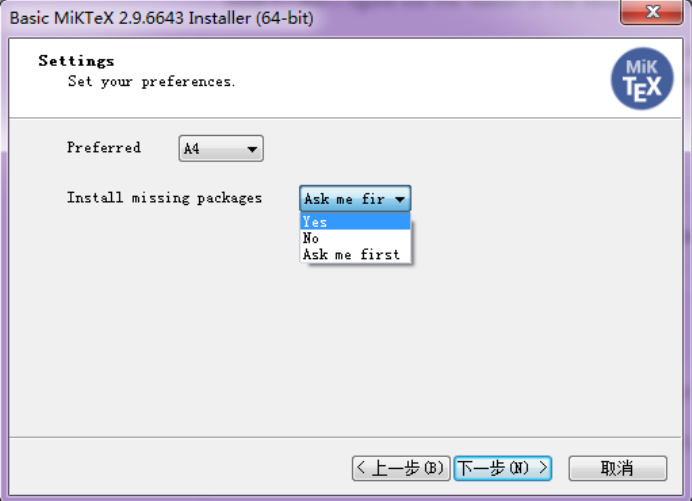 Basic MiKTeX 2.9.6643 Installer (64-bit)
Settings
Set your preferences.
MiK
TEX
Preferred A4
Install missing packages Ask me fir
Yes
No
Ask me first
< 上一步(B) 下一步(N) > 取消